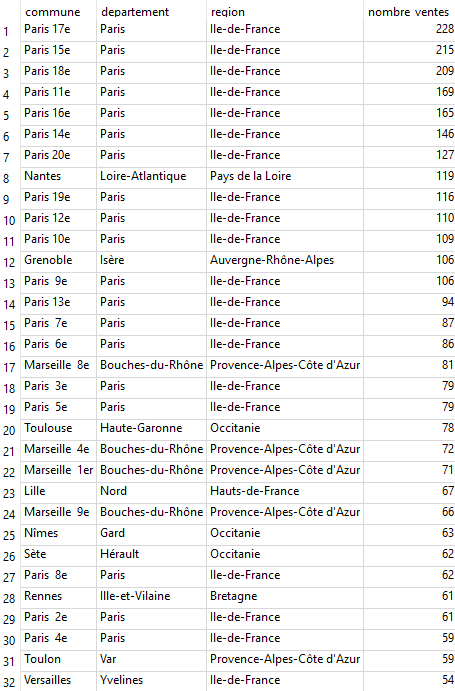 commune departement region nombre_ventes
1 Paris 17e Paris Ile-de-France 228
2 Paris 15e Paris Ile-de-France 215
3 Paris 18e Paris Ile-de-France 209
4 Paris 11e Paris Ile-de-France 169
5 Paris 16e Paris Ile-de-France 165
6 Paris 14e Paris Ile-de-France 146
7 Paris 20e Paris Ile-de-France 127
8 Nantes Loire-Atlantique Pays de la Loire 119
9 Paris 19e Paris Ile-de-France 116
10 Paris 12e Paris Ile-de-France 110
11 Paris 10e Paris Ile-de-France 109
12 Grenoble Isère Auvergne-Rhône-Alpes 106
13 Paris 9e Paris Ile-de-France 106
14 Paris 13e Paris Ile-de-France 94
15 Paris 7e Paris Ile-de-France 87
16 Paris 6e Paris Ile-de-France 86
17 Marseille 8e Bouches-du-Rhône Provence-Alpes-Côte d'Azur 81
18 Paris 3e Paris Ile-de-France 79
19 Paris 5e Paris Ile-de-France 79
20 Toulouse Haute-Garonne Occitanie 78
21 Marseille 4e Bouches-du-Rhône Provence-Alpes-Côte d'Azur 72
22 Marseille 1er Bouches-du-Rhône Provence-Alpes-Côte d'Azur 71
23 Lille Nord Hauts-de-France 67
24 Marseille 9e Bouches-du-Rhône Provence-Alpes-Côte d'Azur 66
25 Nîmes Gard Occitanie 63
26 Sète Hérault Occitanie 62
27 Paris 8e Paris Ile-de-France 62
28 Rennes Ille-et-Vilaine Bretagne 61
29 Paris 2e Paris Ile-de-France 61
30 Paris 4e Paris Ile-de-France 59
31 Toulon Var Provence-Alpes-Côte d'Azur 59
32 Versailles Yvelines Ile-de-France 54